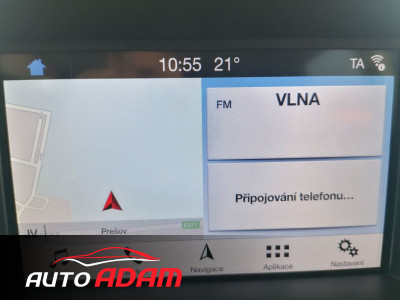 10:55 21° TA
FM VLNA
Připojování telefonu...
Prešov
Navigace Aplikace Nastavení
AUTO ADAM